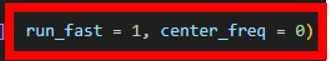 ] run_fast = 1, center_freq = 0)